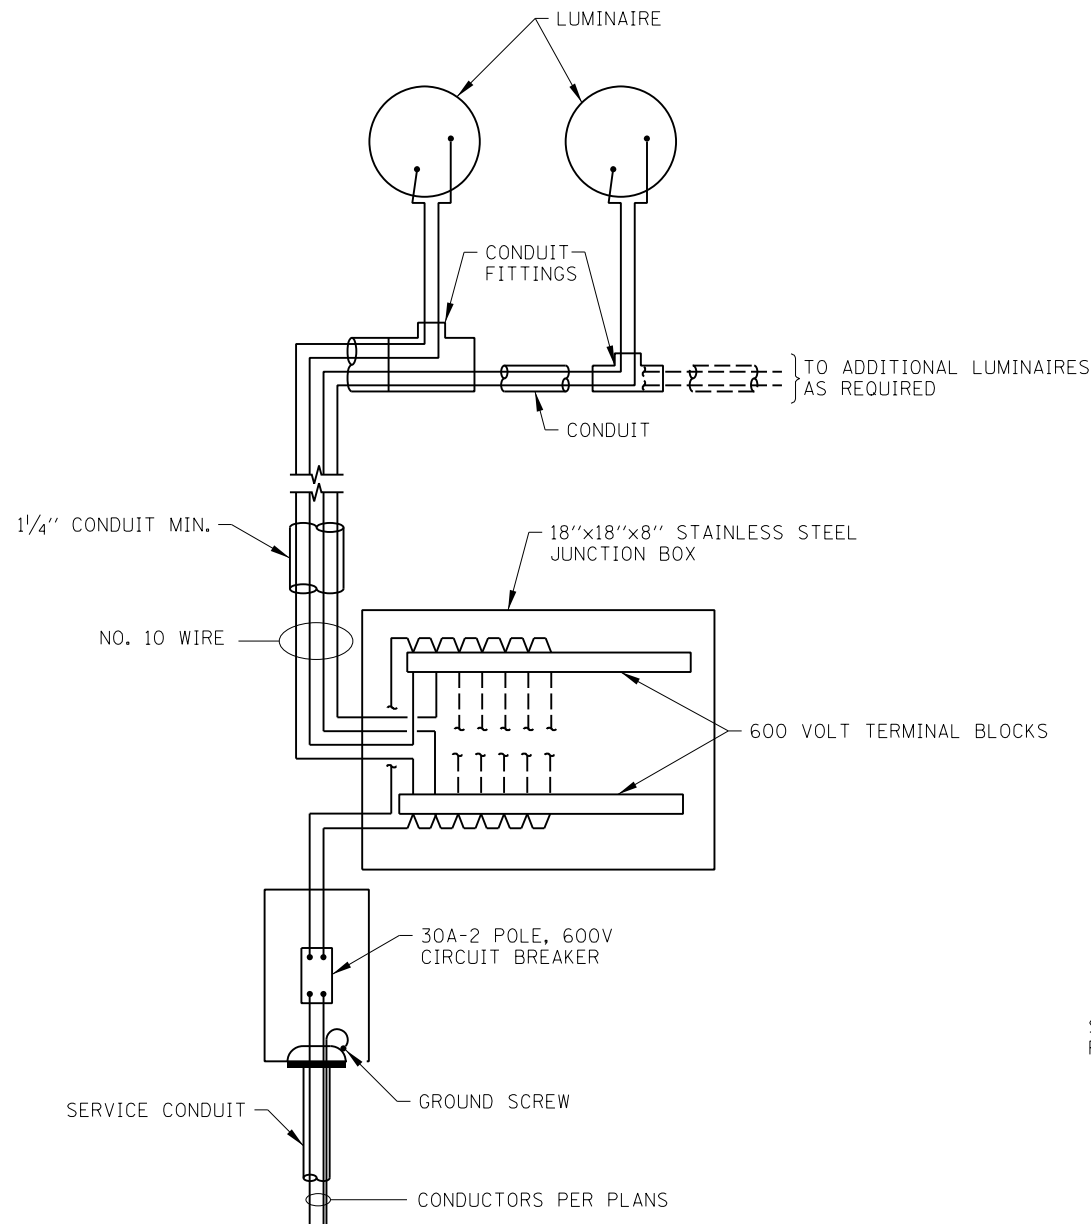 LUMINAIRE
CONDUIT
FITTINGS
TO ADDITIONAL LUMINAIRES
AS REQUIRED
CONDUIT
1 1/4'' CONDUIT MIN.
18''x18''x8'' STAINLESS STEEL
JUNCTION BOX
NO. 10 WIRE
600 VOLT TERMINAL BLOCKS
30A-2 POLE, 600V
CIRCUIT BREAKER
GROUND SCREW
SERVICE CONDUIT
CONDUCTORS PER PLANS